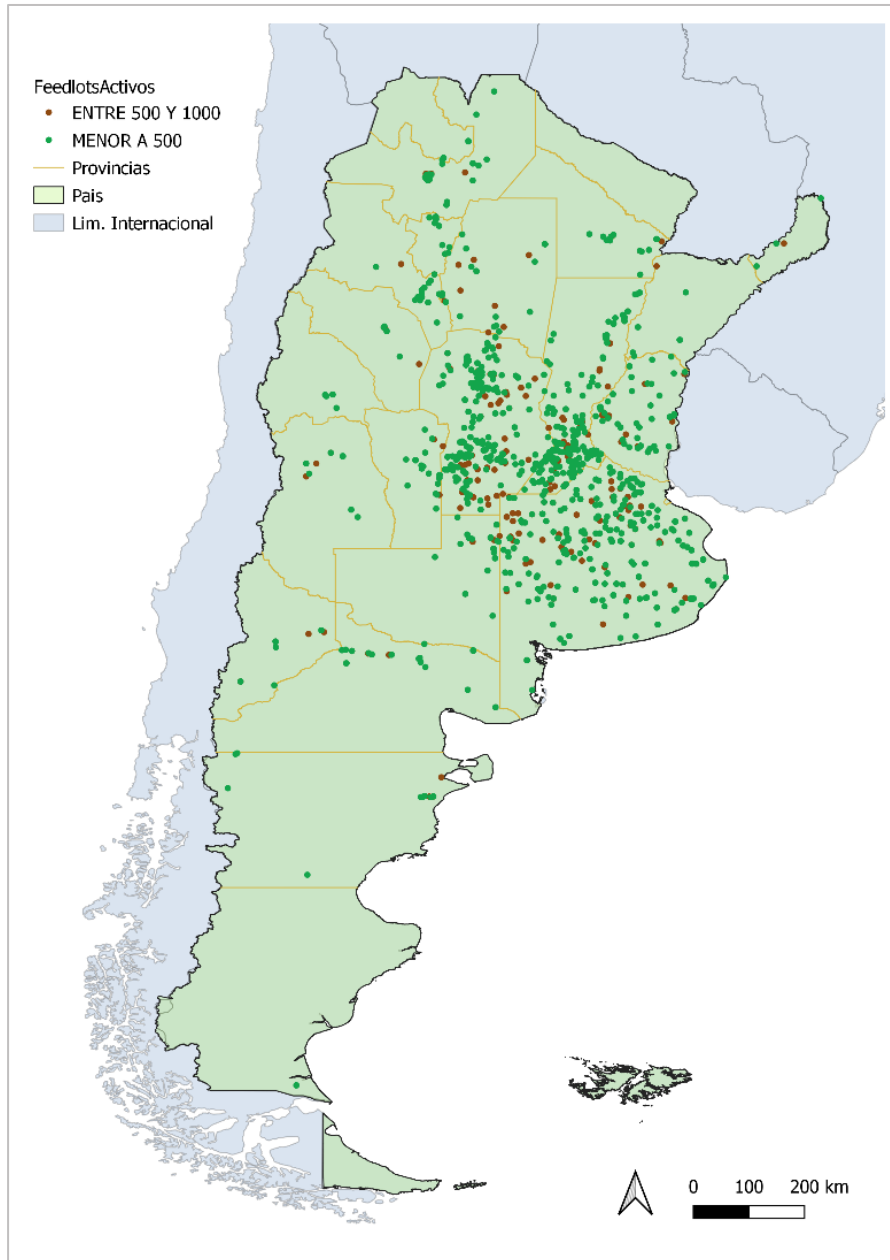 FeedlotsActivos
ENTRE 500 Y 1000
MENOR A 500
Provincias
Pais
Lim. Internacional
0 100 200 km